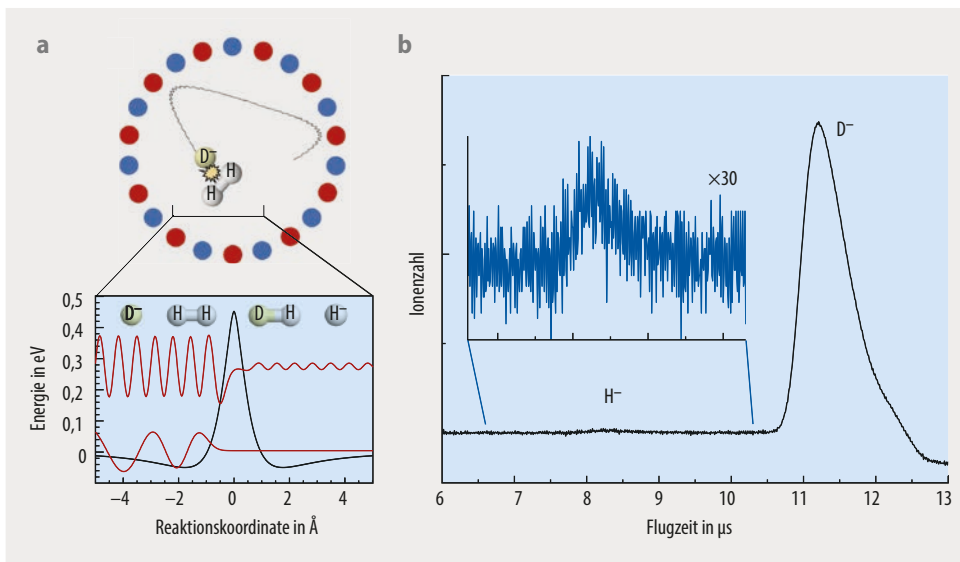 a
D⁻
H
H
D⁻ H H D H H⁻
0,5
0,4
0,3
0,2
0,1
0
Energie in eV
−4 −2 0 2 4
Reaktionskoordinate in Å
b
D⁻
×30
H⁻
Ionenzahl
6 7 8 9 10 11 12 13
Flugzeit in µs